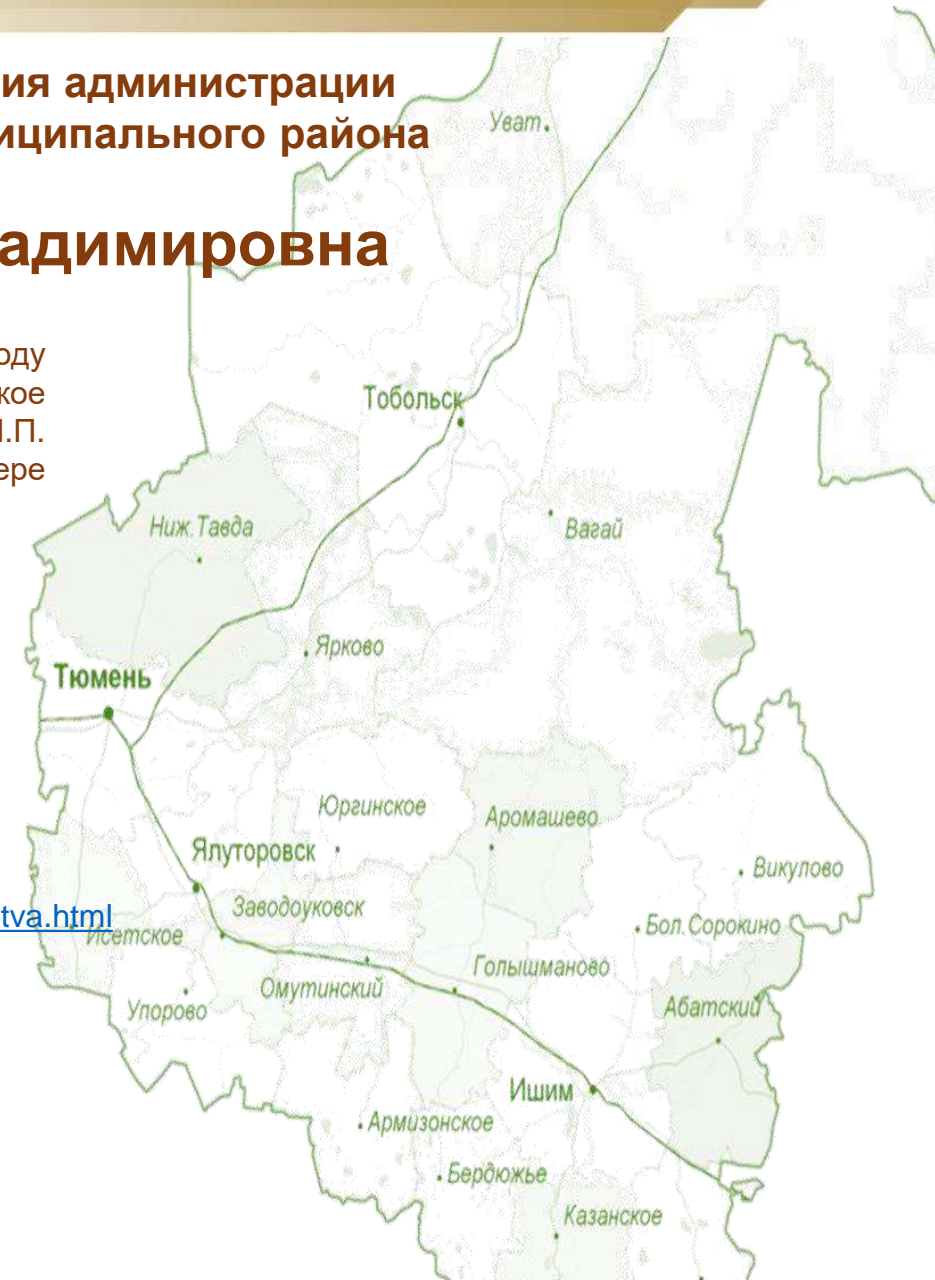 ия администрации
иципального района
адимировна
оду
кое
.П.
ере
Уват
Тобольск
Ниж.Тавда
Вагай
Ярково
Тюмень
Юргинское
Аромашево
Ялуторовск
Викулово
Заводоуковск
tva.html
Исетское
Бол.Сорокино
Голышманово
Омутинский
Упорово
Абатский
Ишим
Армизонское
Бердюжье
Казанское